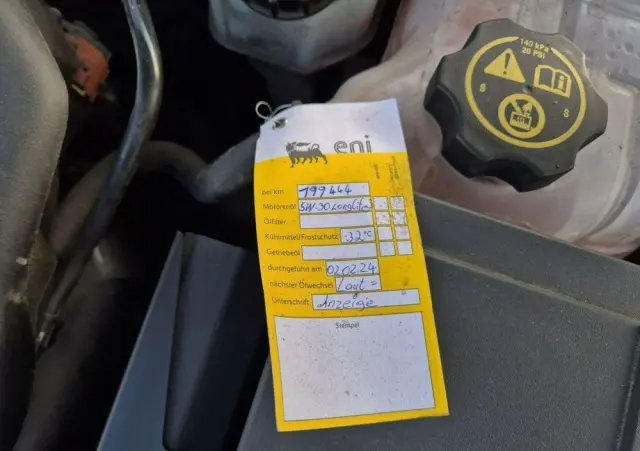 140 kPa
20 PSI
S S
eni
bei km 199444
Motorenöl 5W-30 Longlife
Ölfilter
Kühlmittel/Frostschutz -32°C
Getriebeöl
durchgeführt am 02.02.24
nächster Ölwechsel Laut =
Unterschrift Anzeige
Stempel